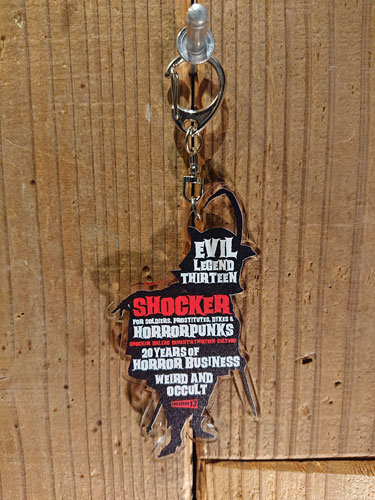 EVIL
LEGEND
THIRTEEN
SHOCKER
FOR SOLDIERS, PROSTITUTES, DYKES &
HORRORPUNKS
20 YEARS OF
HORROR BUSINESS
WEIRD AND
OCCULT